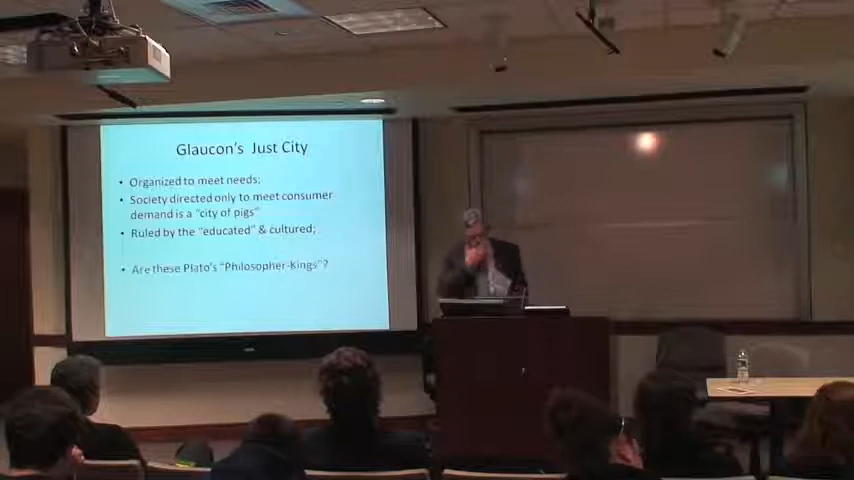 Glaucon's Just City
• Organized to meet needs;
• Society directed only to meet consumer
demand is a "city of pigs"
• Ruled by the "educated" & cultured;
• Are these Plato's "Philosopher-Kings"?